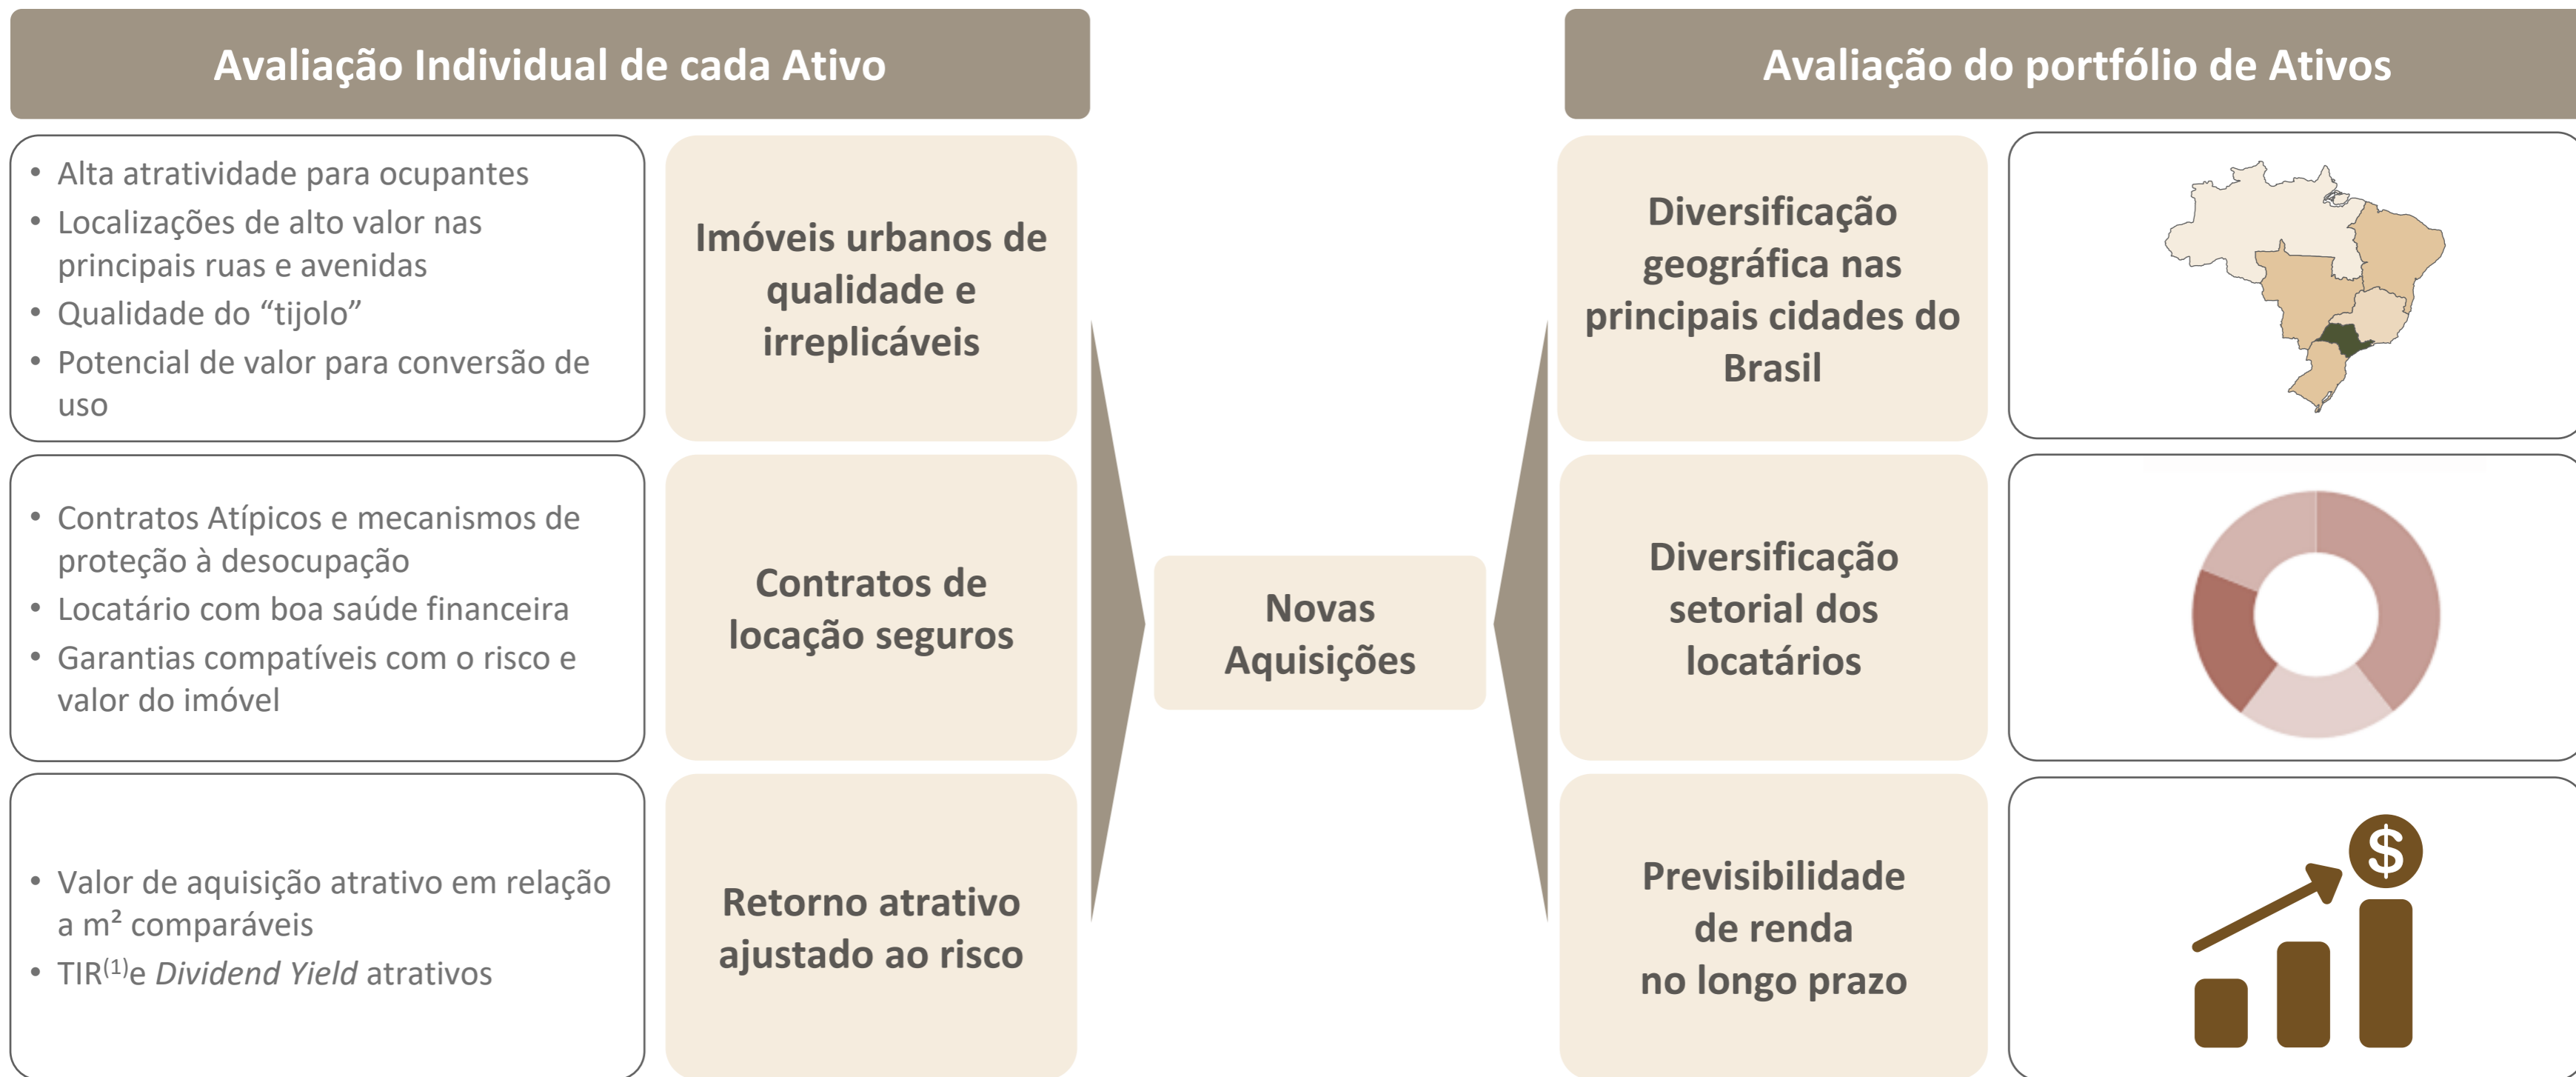 Avaliação Individual de cada Ativo
• Alta atratividade para ocupantes
• Localizações de alto valor nas
principais ruas e avenidas
• Qualidade do “tijolo”
• Potencial de valor para conversão de
uso
Imóveis urbanos de
qualidade e
irreplicáveis
• Contratos Atípicos e mecanismos de
proteção à desocupação
• Locatário com boa saúde financeira
• Garantias compatíveis com o risco e
valor do imóvel
Contratos de
locação seguros
• Valor de aquisição atrativo em relação
a m² comparáveis
• TIR⁽¹⁾e Dividend Yield atrativos
Retorno atrativo
ajustado ao risco
Novas
Aquisições
Avaliação do portfólio de Ativos
Diversificação
geográfica nas
principais cidades do
Brasil
Diversificação
setorial dos
locatários
Previsibilidade
de renda
no longo prazo
$